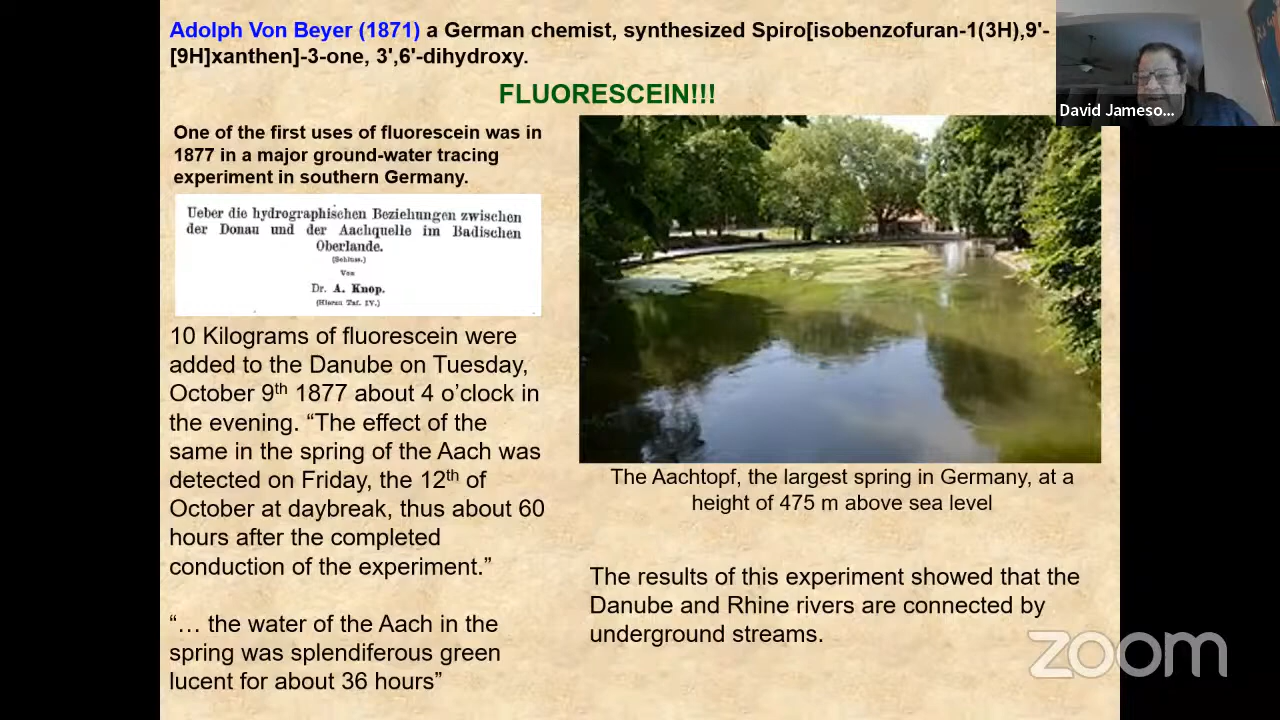 Adolph Von Beyer (1871) a German chemist, synthesized Spiro[isobenzofuran-1(3H),9'-
[9H]xanthen]-3-one, 3',6'-dihydroxy.
FLUORESCEIN!!!
David Jameso...
One of the first uses of fluorescein was in
1877 in a major ground-water tracing
experiment in southern Germany.
Ueber die hydrographischen Beziehungen zwischen
der Donau und der Aachquelle im Badischen
Oberlande.
(Schluss.)
Von
Dr. A. Knop.
(Hierzu Taf. IV.)
10 Kilograms of fluorescein were
added to the Danube on Tuesday,
October 9th 1877 about 4 o’clock in
the evening. “The effect of the
same in the spring of the Aach was
detected on Friday, the 12th of
October at daybreak, thus about 60
hours after the completed
conduction of the experiment.”
“… the water of the Aach in the
spring was splendiferous green
lucent for about 36 hours”
The Aachtopf, the largest spring in Germany, at a
height of 475 m above sea level
The results of this experiment showed that the
Danube and Rhine rivers are connected by
underground streams.
zoom